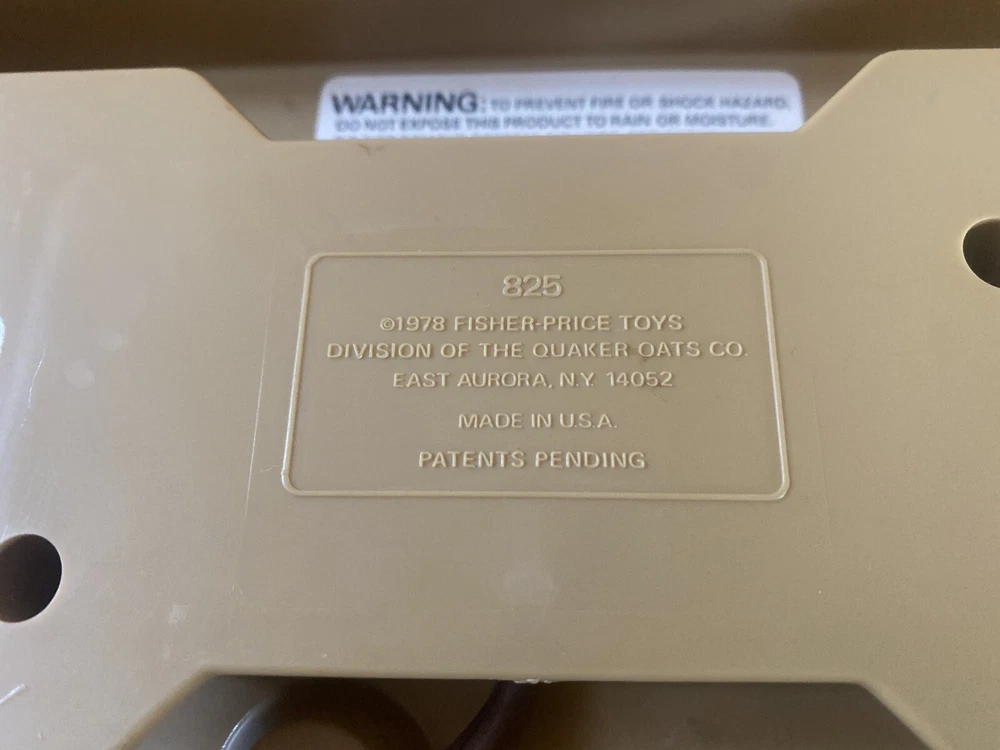 WARNING: TO PREVENT FIRE OR SHOCK HAZARD,
DO NOT EXPOSE THIS PRODUCT TO RAIN OR MOISTURE.
825
©1978 FISHER-PRICE TOYS
DIVISION OF THE QUAKER OATS CO.
EAST AURORA, N.Y. 14052
MADE IN U.S.A.
PATENTS PENDING